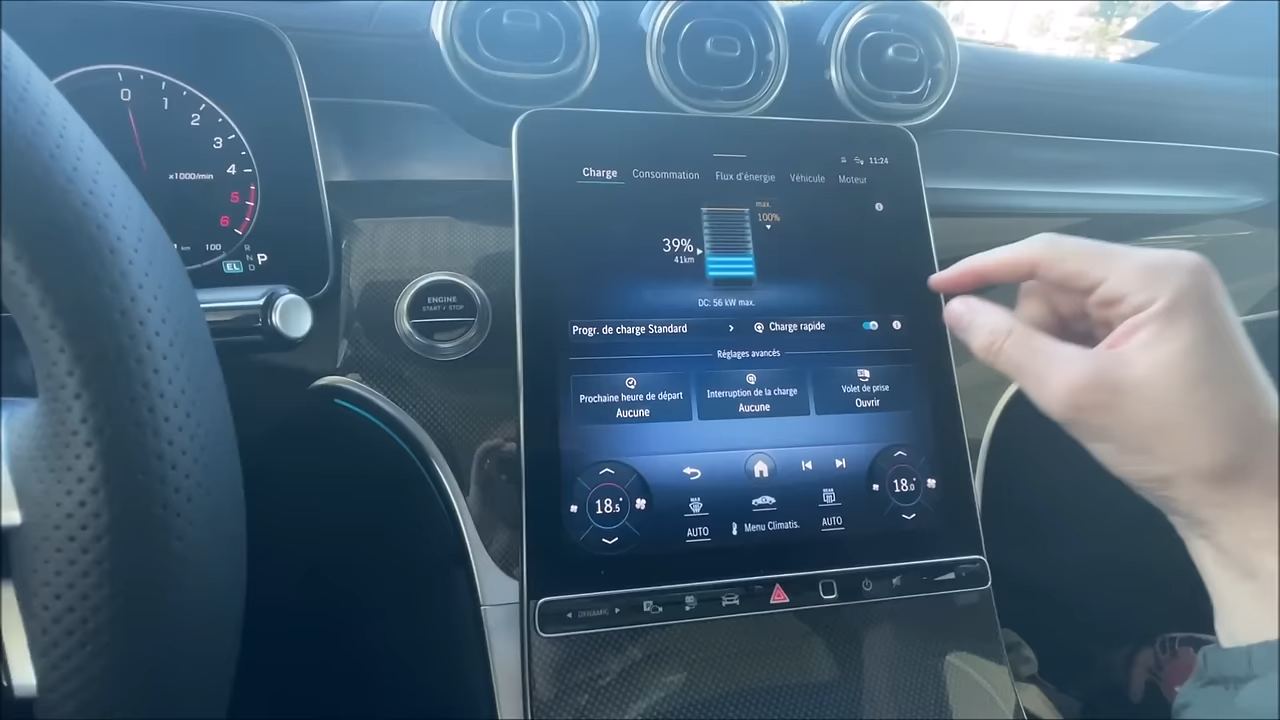 0
1
2
3
4
5
6
x1000/min
km 100
R
N
D
P
EL
ENGINE
START / STOP
11:24
Charge Consommation Flux d'énergie Véhicule Moteur
max.
100%
39%
41km
DC: 56 kW max.
Progr. de charge Standard
Charge rapide
Réglages avancés
Prochaine heure de départ
Aucune
Interruption de la charge
Aucune
Volet de prise
Ouvrir
18.5°
MAX
REAR
18.0°
AUTO
Menu Climatis.
AUTO
DYNAMIC